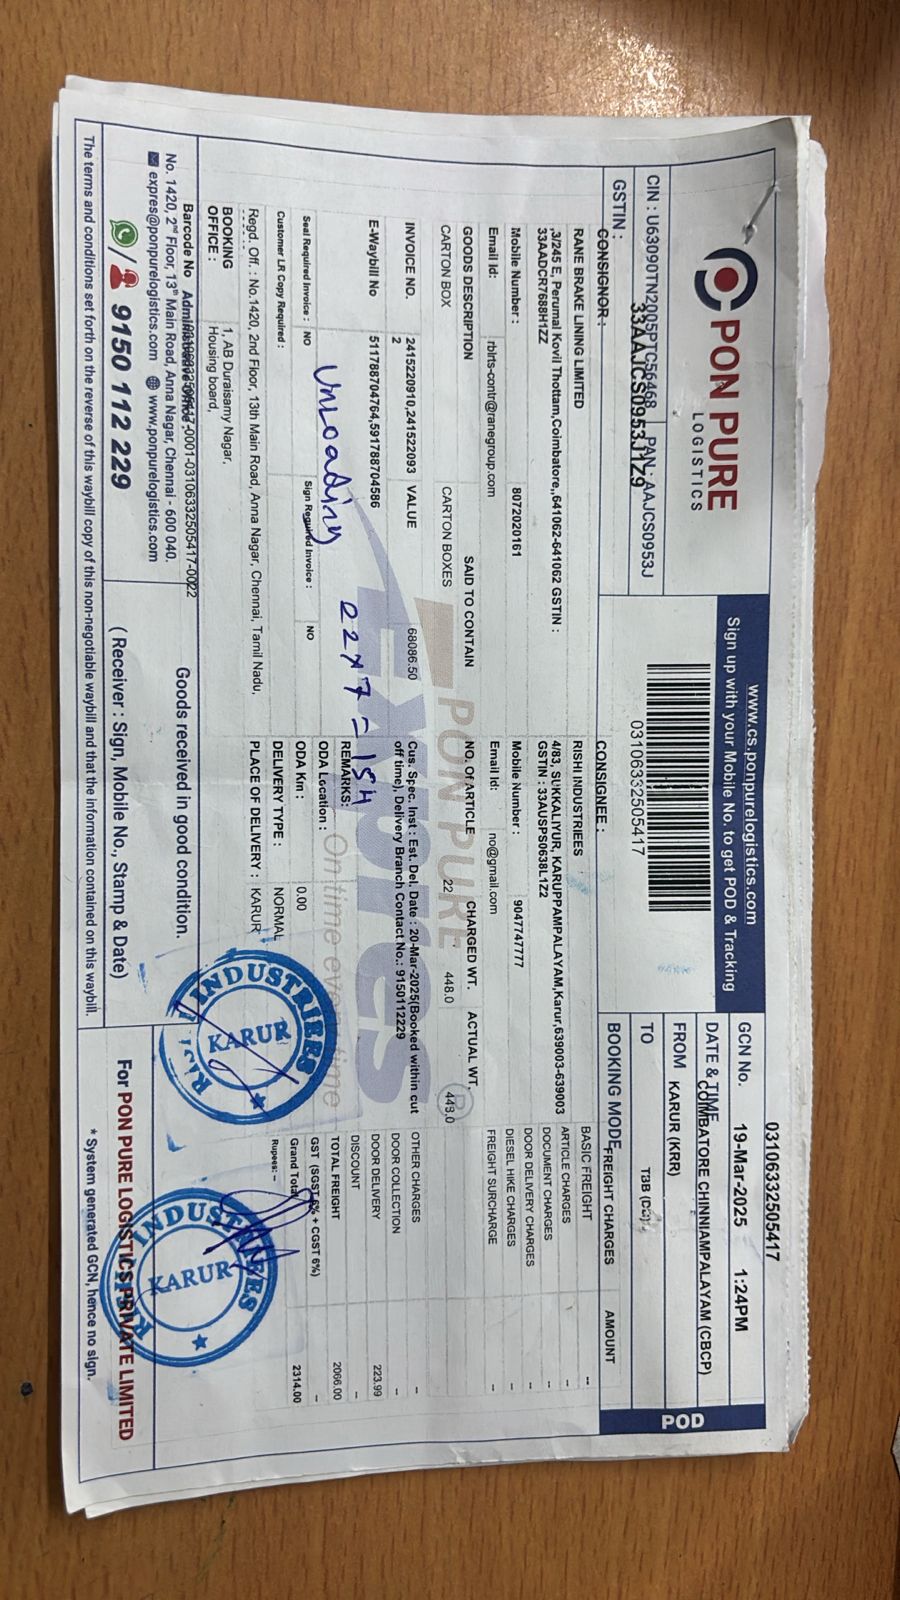 PON PURE
LOGISTICS
CIN : U63090TN2005PTC56468 PAN : AAJCS0953J
GSTIN : 33AAJCS0953J1Z9
www.cs.ponpurelogistics.com
Sign up with your Mobile No. to get POD & Tracking
03106332505417
03106332505417
GCN No.
DATE & TIME 19-Mar-2025 1:24PM
FROM COIMBATORE CHINNIAMPALAYAM (CBCP)
TO KARUR (KRR)
BOOKING MODE
POD
CONSIGNOR :
RANE BRAKE LINING LIMITED
,3/245 E, Perumal Kovil Thottam,Coimbatore,,641062-641062 GSTIN :
33AADCR7688H1ZZ
Mobile Number : 8072020161
Email Id: rblrts-contr@ranegroup.com
CONSIGNEE :
RISHI INDUSTRIES
4/83, SUKKALIYUR, KARUPPAMPALAYAM,Karur,639003-639003
GSTIN : 33AUSPS0638L1Z2
Mobile Number : 9047747777
Email Id: no@gmail.com
GOODS DESCRIPTION SAID TO CONTAIN NO. OF ARTICLE CHARGED WT. ACTUAL WT.
CARTON BOX CARTON BOXES 22 448.0 448.0
INVOICE NO. 2415220910,241522093 VALUE 68086.50
2
E-Waybill No 511788704764,591788704586
Cus. Spec. Inst : Est. Del. Date : 20-Mar-2025(Booked within cut
off time), Delivery Branch Contact No.: 9150112229
PON PURE
EXPRES
On time every time
Unloading 22 x 7 = 154
REMARKS:
ODA Location :
ODA Km : 0.00
DELIVERY TYPE : NORMAL
PLACE OF DELIVERY : KARUR
Seal Required Invoice : NO Sign Required Invoice : NO
Customer LR Copy Required :
Regd. Off. : No.1420, 2nd Floor, 13th Main Road, Anna Nagar, Chennai, Tamil Nadu,
BOOKING OFFICE : 1, AB Duraisamy Nagar,
Housing board,
FREIGHT CHARGES AMOUNT
BASIC FREIGHT --
ARTICLE CHARGES --
DOCUMENT CHARGES --
DOOR DELIVERY CHARGES --
DIESEL HIKE CHARGES --
FREIGHT SURCHARGE --
OTHER CHARGES --
DOOR COLLECTION --
DOOR DELIVERY 223.99
DISCOUNT --
TOTAL FREIGHT 2066.00
GST (SGST 6% + CGST 6%) --
Grand Total 2314.00
Rupees: --
Barcode No
Administrative Office :
No. 1420, 2nd Floor, 13th Main Road, Anna Nagar, Chennai - 600 040.
expres@ponpurelogistics.com www.ponpurelogistics.com
9150 112 229
Goods received in good condition.
( Receiver : Sign, Mobile No., Stamp & Date)
RISHI INDUSTRIES
KARUR
RISHI INDUSTRIES
KARUR
For PON PURE LOGISTICS PRIVATE LIMITED
* System generated GCN, hence no sign.
The terms and conditions set forth on the reverse of this waybill copy of this non-negotiable waybill and that the information contained on this waybill.